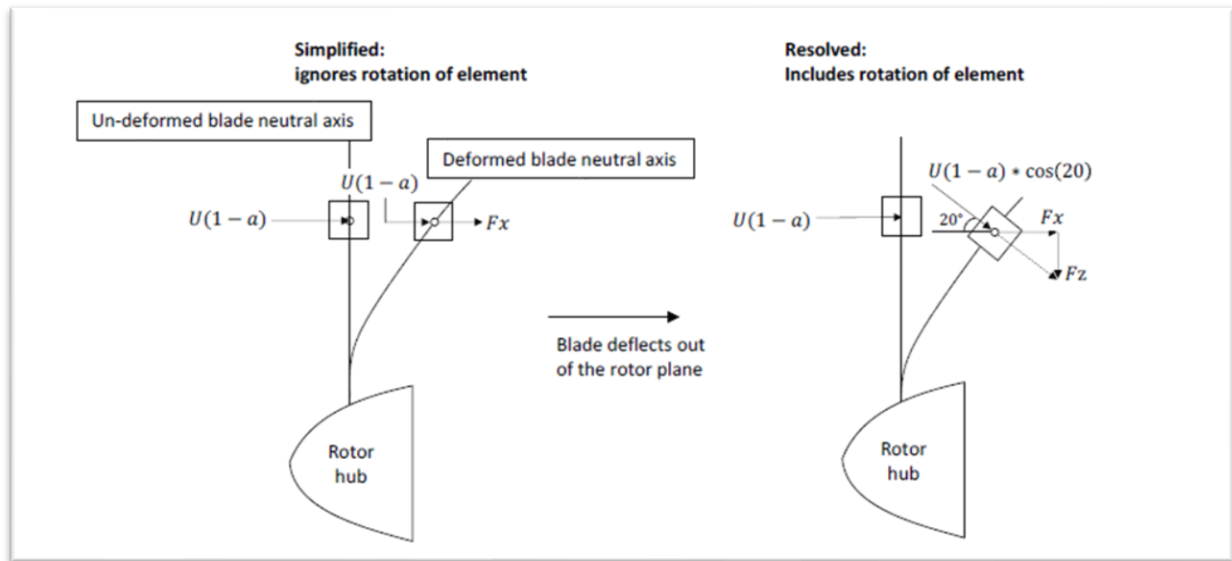 Simplified:
ignores rotation of element
Un-deformed blade neutral axis
Deformed blade neutral axis
U(1 − a)
U(1 − a)
Fx
Rotor
hub
Blade deflects out
of the rotor plane
Resolved:
Includes rotation of element
U(1 − a) * cos(20)
U(1 − a)
20°
Fx
Fz
Rotor
hub